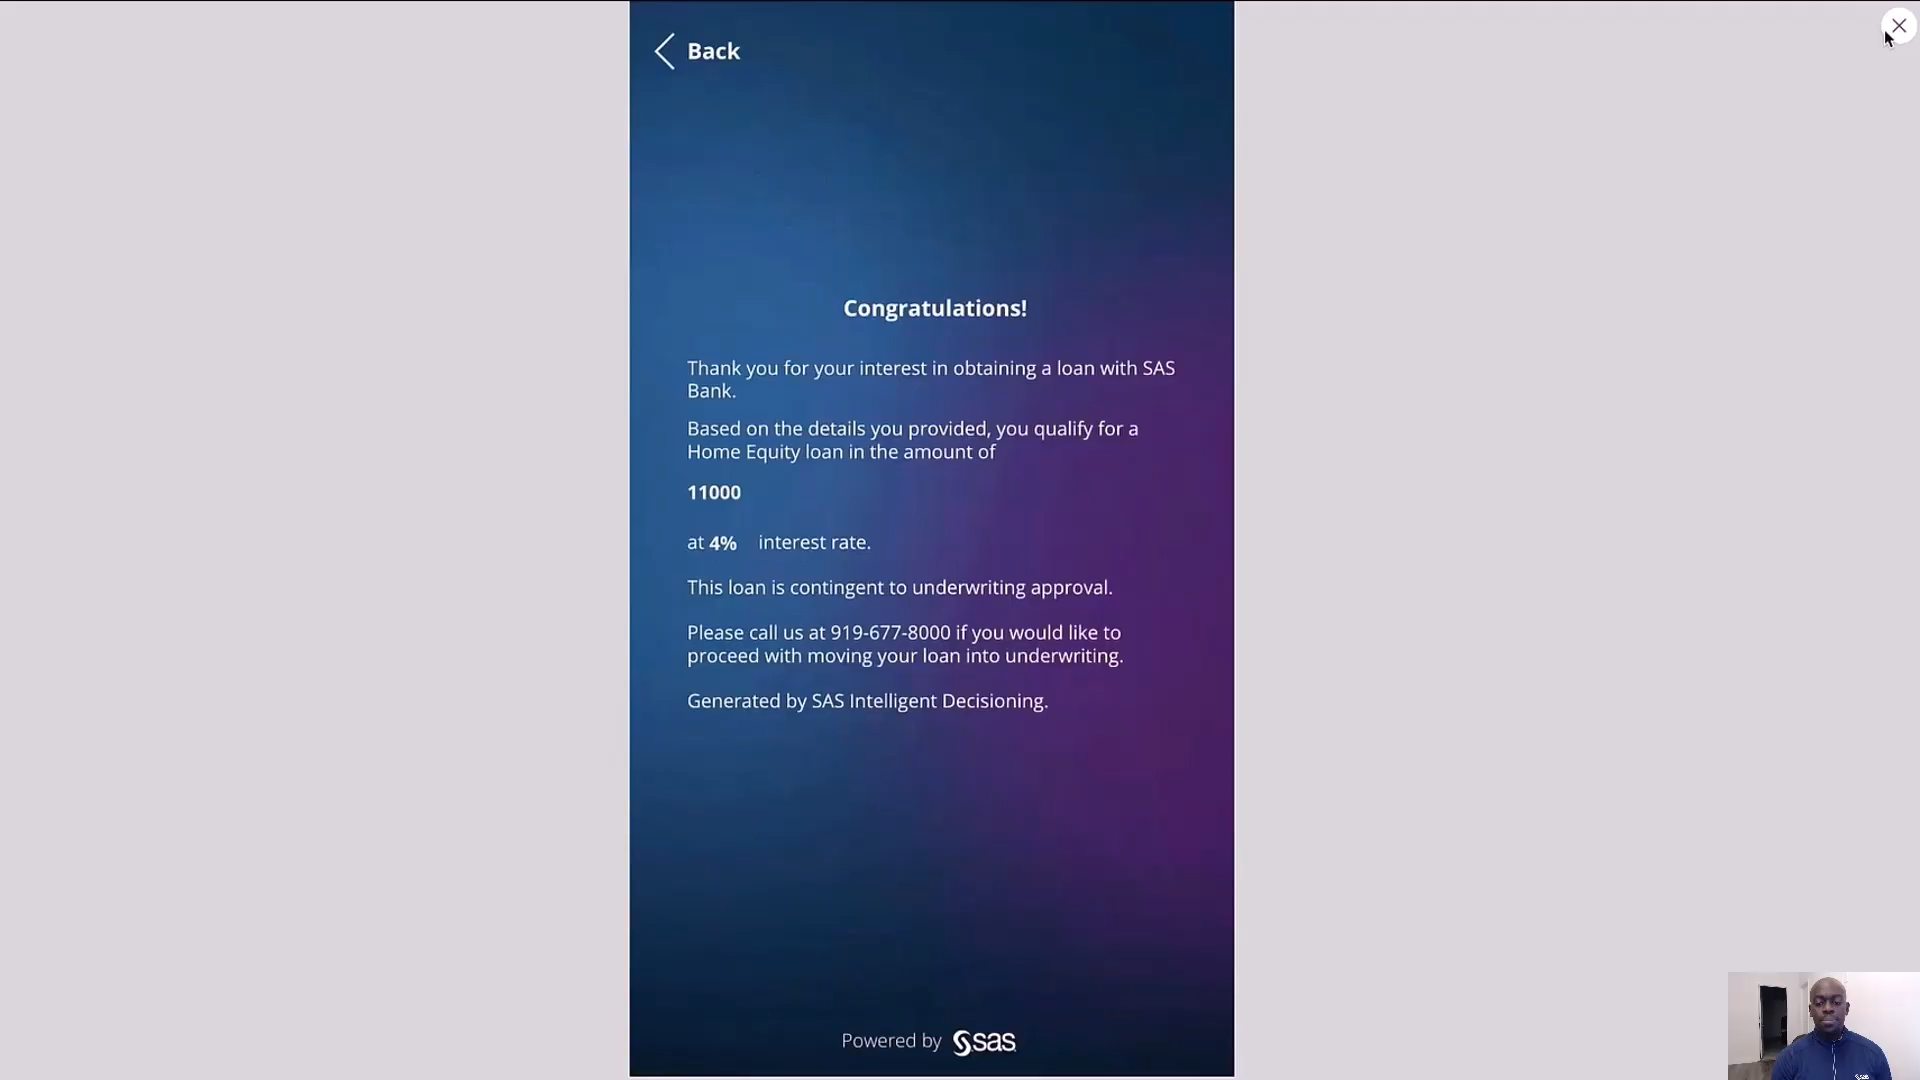 Back
Congratulations!
Thank you for your interest in obtaining a loan with SAS
Bank.
Based on the details you provided, you qualify for a
Home Equity loan in the amount of
11000
at 4% interest rate.
This loan is contingent to underwriting approval.
Please call us at 919-677-8000 if you would like to
proceed with moving your loan into underwriting.
Generated by SAS Intelligent Decisioning.
Powered by sas